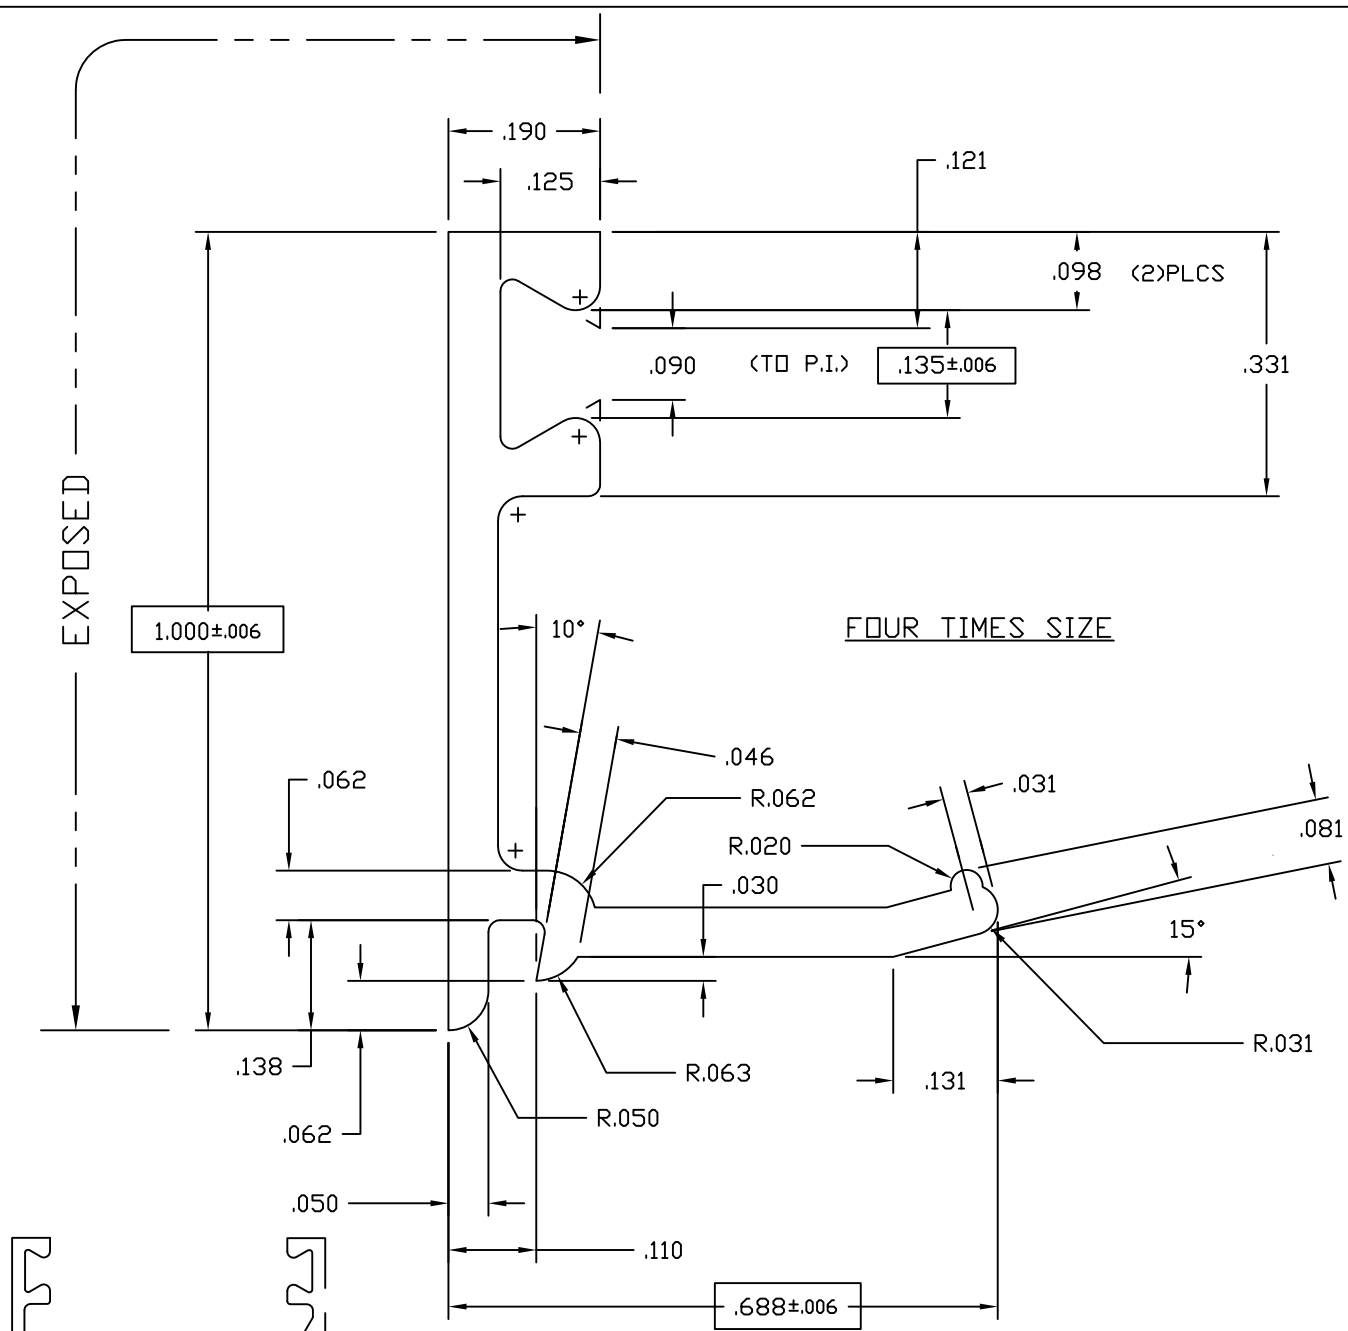 .190
.125
.121
.098 (2)PLCS
.090 (TO P.I.) .135±.006
.331
EXPOSED
1.000±.006
10°
FOUR TIMES SIZE
.046
.062
R.062
.031
.081
R.020
.030
15°
R.031
.138
R.063
.131
R.050
.062
.050
.110
.688±.006